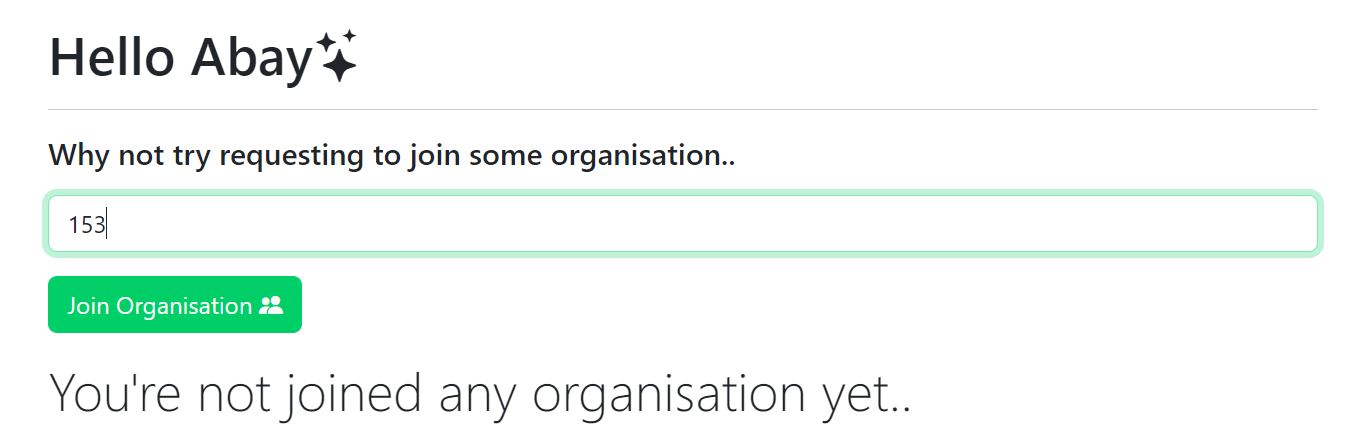 Hello Abay
Why not try requesting to join some organisation..
153
Join Organisation
You're not joined any organisation yet..